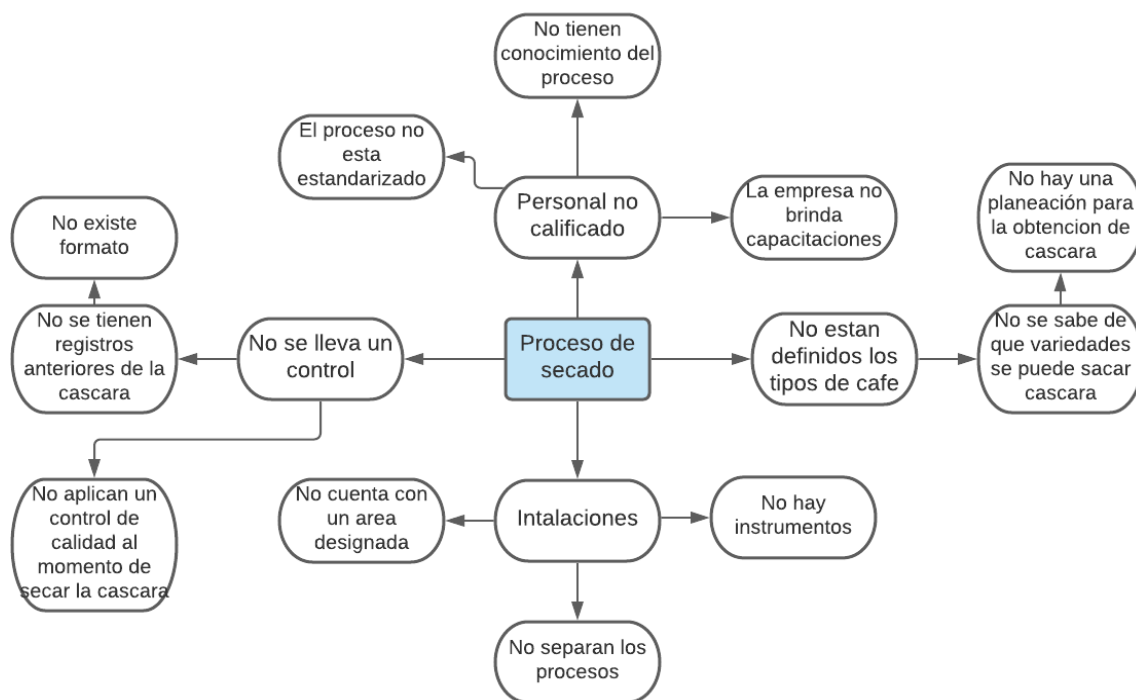 No tienen
conocimiento del
proceso
El proceso no
esta
estandarizado
Personal no
calificado
La empresa no
brinda
capacitaciones
No hay una
planeación para
la obtencion de
cascara
No existe
formato
No se tienen
registros
anteriores de la
cascara
No se lleva un
control
Proceso de
secado
No estan
definidos los
tipos de cafe
No se sabe de
que variedades
se puede sacar
cascara
No aplican un
control de
calidad al
momento de
secar la cascara
No cuenta con
un area
designada
Intalaciones
No hay
instrumentos
No separan los
procesos